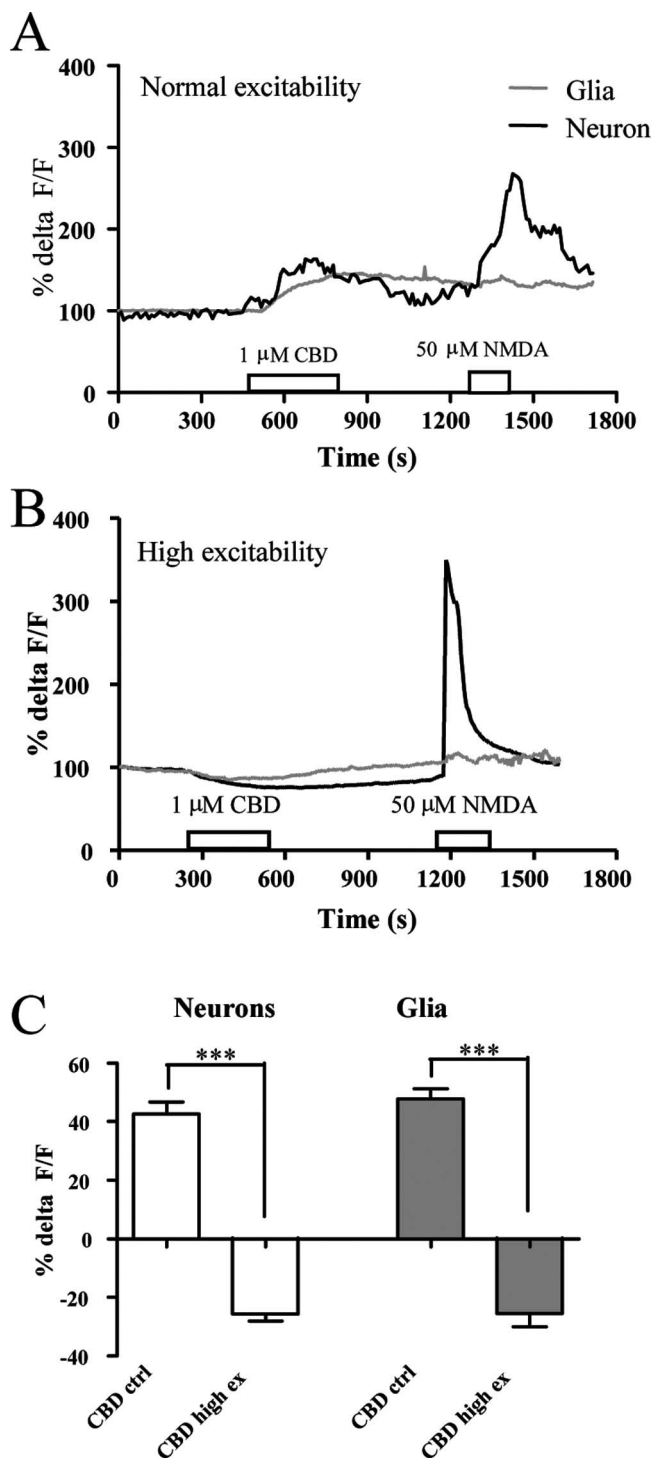 A
400
Normal excitability
Glia
Neuron
300
200
100
0
% delta F/F
1 μM CBD
50 μM NMDA
0 300 600 900 1200 1500 1800
Time (s)
B
400
High excitability
300
200
100
0
% delta F/F
1 μM CBD
50 μM NMDA
0 300 600 900 1200 1500 1800
Time (s)
C
Neurons Glia
60
40
20
0
-20
-40
% delta F/F
*** ***
CBD ctrl
CBD high ex
CBD ctrl
CBD high ex